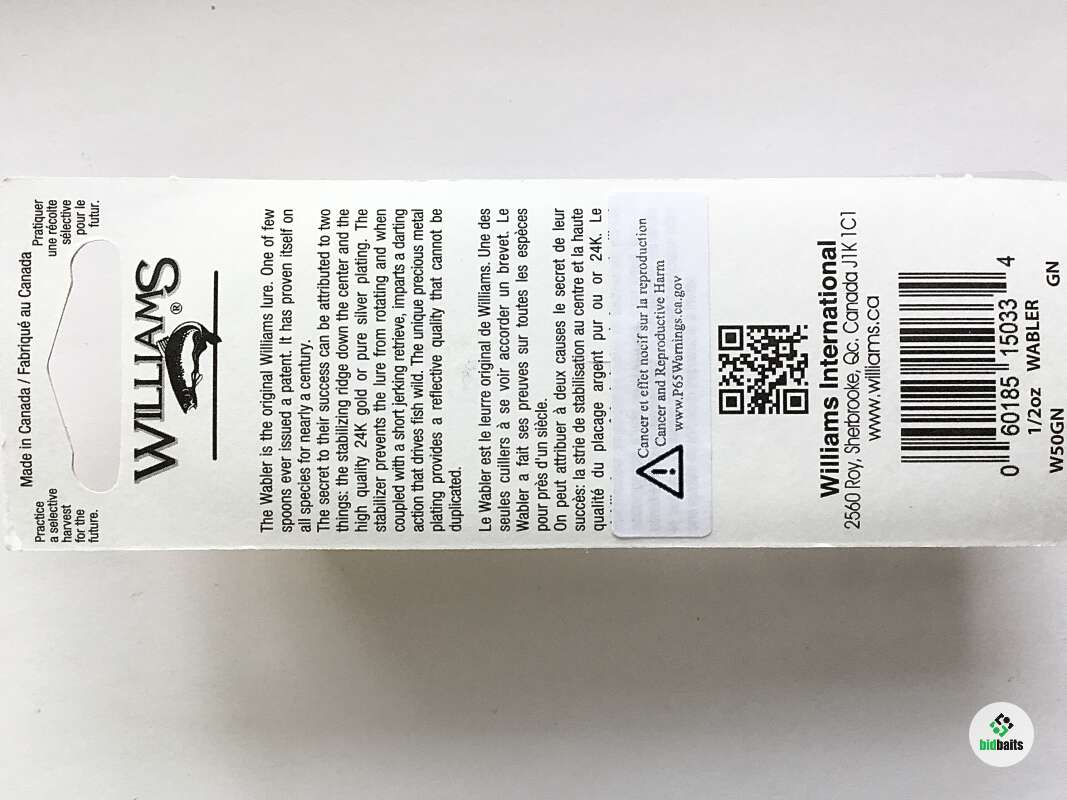 Made in Canada / Fabriqué au Canada
Practice
a selective
harvest
for the
future.
Pratiquer
une récolte
sélective
pour le
futur.
WILLIAMS
®
The Wabler is the original Williams lure. One of few
spoons ever issued a patent. It has proven itself on
all species for nearly a century.
The secret to their success can be attributed to two
things: the stabilizing ridge down the center and the
high quality 24K gold or pure silver plating. The
stabilizer prevents the lure from rotating and when
coupled with a short jerking retrieve, imparts a darting
action that drives fish wild. The unique precious metal
plating provides a reflective quality that cannot be
duplicated.
Le Wabler est le leurre original de Williams. Une des
seules cuillers à se voir accorder un brevet. Le
Wabler a fait ses preuves sur toutes les espèces
pour près d'un siècle.
On peut attribuer à deux causes le secret de leur
succès: la strie de stabilisation au centre et la haute
qualité du placage argent pur ou or 24K. Le
Cancer et effet nocif sur la reproduction
Cancer and Reproductive Harm
www.P65Wornings.ca.gov
Williams International
2560 Roy, Sherbrooke, Qc. Canada J1K 1C1
www.williams.ca
0 60185 15033 4
1/2oz WABLER
W50GN GN
bidbaits